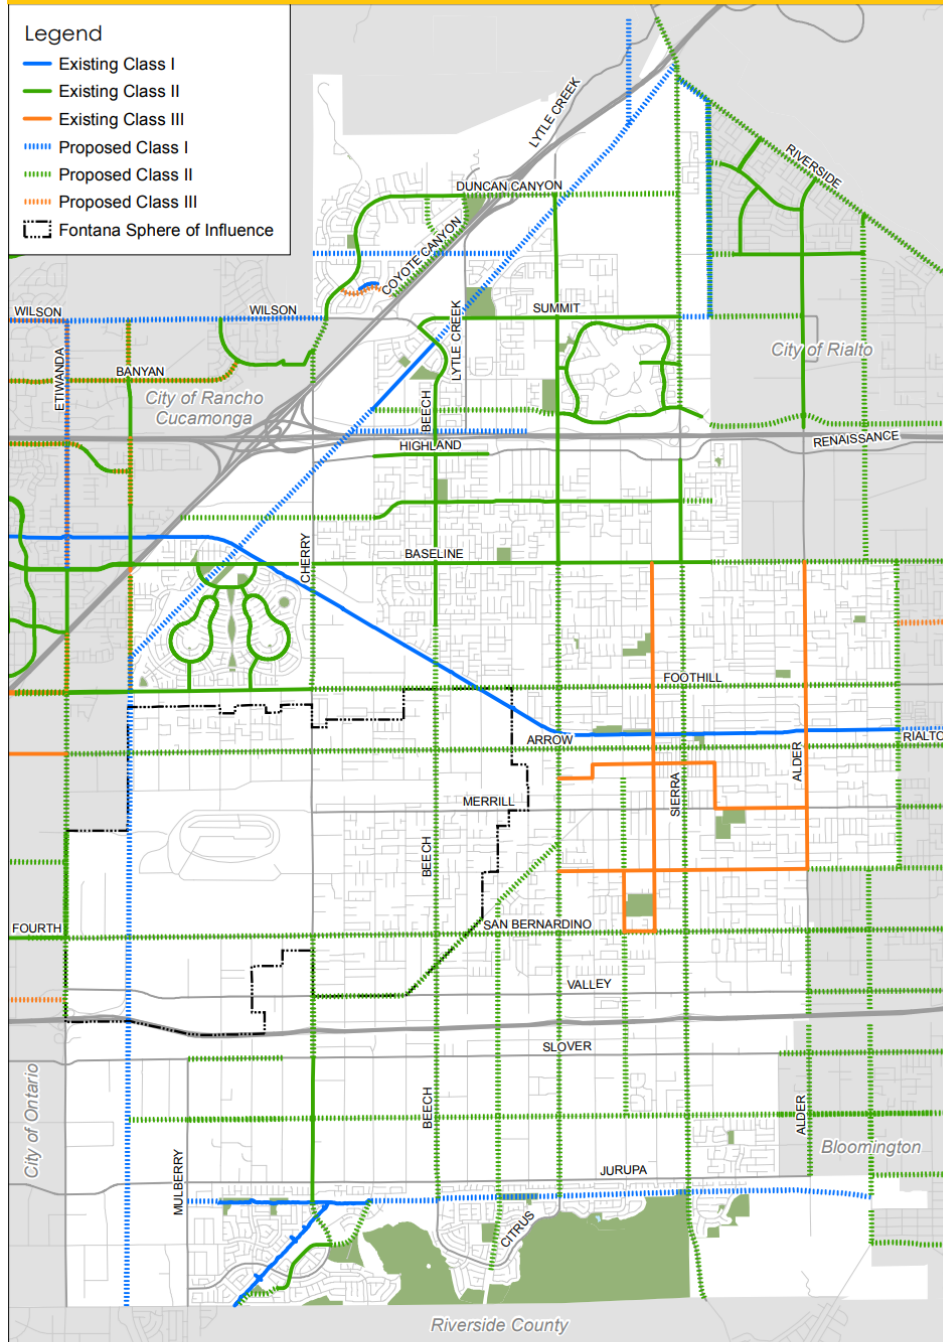 Legend
Existing Class I
Existing Class II
Existing Class III
Proposed Class I
Proposed Class II
Proposed Class III
Fontana Sphere of Influence
LYTLE CREEK
RIVERSIDE
DUNCAN CANYON
COYOTE CANYON
WILSON
WILSON
SUMMIT
LYTLE CREEK
City of Rialto
ETIWANDA
BANYAN
City of Rancho
Cucamonga
BEECH
HIGHLAND
RENAISSANCE
CHERRY
BASELINE
FOOTHILL
ARROW
RIALTO
ALDER
SIERRA
MERRILL
BEECH
FOURTH
SAN BERNARDINO
VALLEY
SLOVER
City of Ontario
BEECH
ALDER
Bloomington
MULBERRY
JURUPA
CITRUS
Riverside County